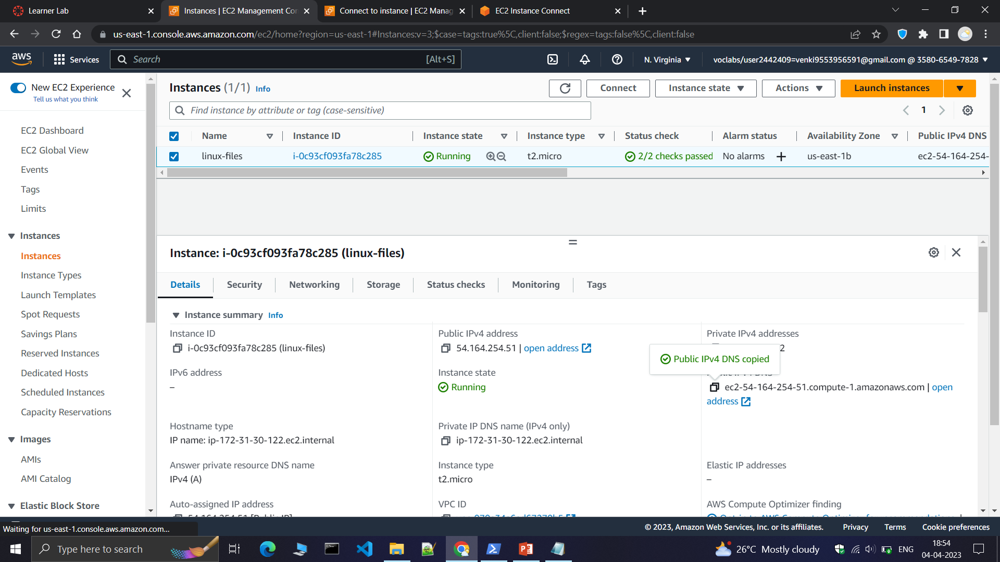 Learner Lab
Instances | EC2 Management Con
Connect to instance | EC2 Manag
EC2 Instance Connect
us-east-1.console.aws.amazon.com/ec2/home?region=us-east-1#Instances:v=3;$case=tags:true%5C,client:false;$regex=tags:false%5C,client:false
aws
Services
Search
[Alt+S]
N. Virginia
voclabs/user2442409=venki9553956591@gmail.com @ 3580-6549-7828
New EC2 Experience
Tell us what you think
EC2 Dashboard
EC2 Global View
Events
Tags
Limits
Instances
Instances
Instance Types
Launch Templates
Spot Requests
Savings Plans
Reserved Instances
Dedicated Hosts
Scheduled Instances
Capacity Reservations
Images
AMIs
AMI Catalog
Elastic Block Store
Instances (1/1) Info
Connect
Instance state
Actions
Launch instances
Find instance by attribute or tag (case-sensitive)
1
Name
Instance ID
Instance state
Instance type
Status check
Alarm status
Availability Zone
Public IPv4 DNS
linux-files
i-0c93cf093fa78c285
Running
t2.micro
2/2 checks passed
No alarms
us-east-1b
ec2-54-164-254-
Instance: i-0c93cf093fa78c285 (linux-files)
Details
Security
Networking
Storage
Status checks
Monitoring
Tags
Instance summary Info
Instance ID
i-0c93cf093fa78c285 (linux-files)
Public IPv4 address
54.164.254.51 | open address
Private IPv4 addresses
2
Public IPv4 DNS copied
IPv6 address
–
Instance state
Running
ec2-54-164-254-51.compute-1.amazonaws.com | open
address
Hostname type
IP name: ip-172-31-30-122.ec2.internal
Private IP DNS name (IPv4 only)
ip-172-31-30-122.ec2.internal
Answer private resource DNS name
IPv4 (A)
Instance type
t2.micro
Elastic IP addresses
–
Auto-assigned IP address
54.164.254.51 [Public IP]
VPC ID
AWS Compute Optimizer finding
Waiting for us-east-1.console.aws.amazon.com...
© 2023, Amazon Web Services, Inc. or its affiliates.
Privacy
Terms
Cookie preferences
Type here to search
26°C Mostly cloudy
ENG
18:54
04-04-2023